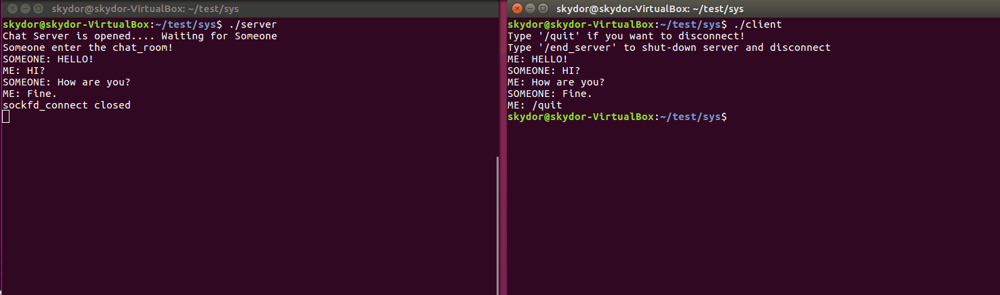 skydor@skydor-VirtualBox: ~/test/sys
skydor@skydor-VirtualBox:~/test/sys$ ./server
Chat Server is opened.... Waiting for Someone
Someone enter the chat_room!
SOMEONE: HELLO!
ME: HI?
SOMEONE: How are you?
ME: Fine.
sockfd_connect closed
skydor@skydor-VirtualBox: ~/test/sys
skydor@skydor-VirtualBox:~/test/sys$ ./client
Type '/quit' if you want to disconnect!
Type '/end_server' to shut-down server and disconnect
ME: HELLO!
SOMEONE: HI?
ME: How are you?
SOMEONE: Fine.
ME: /quit
skydor@skydor-VirtualBox:~/test/sys$